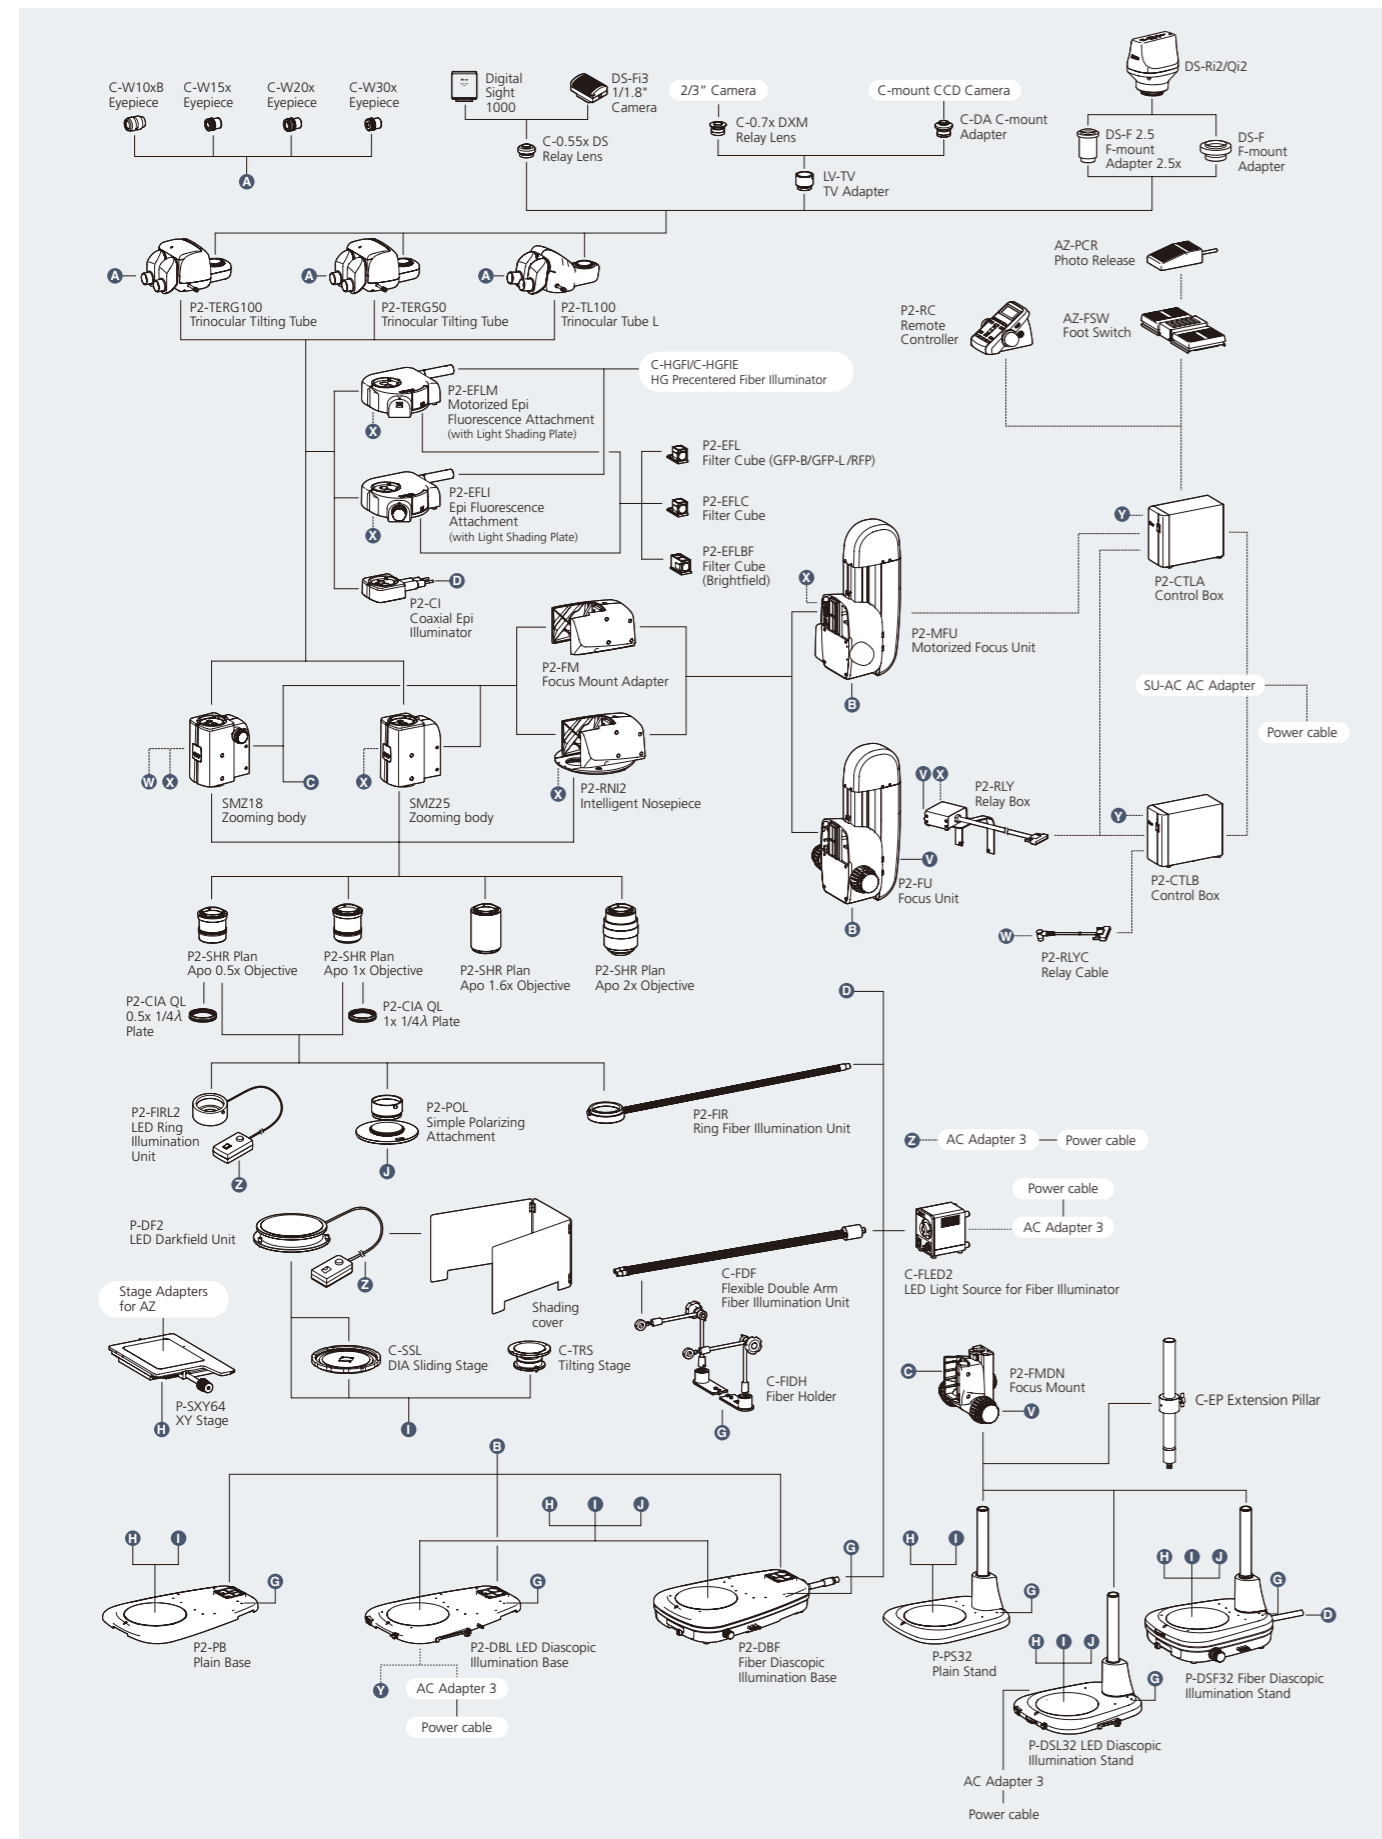 C-W10xB
Eyepiece
C-W15x
Eyepiece
C-W20x
Eyepiece
C-W30x
Eyepiece
Digital
Sight
1000
DS-Fi3
1/1.8"
Camera
2/3" Camera
C-mount CCD Camera
DS-Ri2/Qi2
C-0.55x DS
Relay Lens
C-0.7x DXM
Relay Lens
C-DA C-mount
Adapter
DS-F 2.5
F-mount
Adapter 2.5x
DS-F
F-mount
Adapter
LV-TV
TV Adapter
A
A
A
A
P2-TERG100
Trinocular Tilting Tube
P2-TERG50
Trinocular Tilting Tube
P2-TL100
Trinocular Tube L
AZ-PCR
Photo Release
P2-RC
Remote
Controller
AZ-FSW
Foot Switch
C-HGFI/C-HGFIE
HG Precentered Fiber Illuminator
P2-EFLM
Motorized Epi
Fluorescence Attachment
(with Light Shading Plate)
X
P2-EFL
Filter Cube (GFP-B/GFP-L/RFP)
P2-EFLI
Epi Fluorescence
Attachment
(with Light Shading Plate)
X
P2-EFLC
Filter Cube
P2-EFLBF
Filter Cube
(Brightfield)
D
P2-CI
Coaxial Epi
Illuminator
X
P2-MFU
Motorized Focus Unit
B
Y
P2-CTLA
Control Box
P2-FM
Focus Mount Adapter
SU-AC AC Adapter
Power cable
W
X
C
SMZ18
Zooming body
X
SMZ25
Zooming body
X
P2-RNI2
Intelligent Nosepiece
V
X
P2-RLY
Relay Box
Y
V
P2-FU
Focus Unit
B
P2-CTLB
Control Box
W
P2-RLYC
Relay Cable
P2-SHR Plan
Apo 0.5x Objective
P2-SHR Plan
Apo 1x Objective
P2-SHR Plan
Apo 1.6x Objective
P2-SHR Plan
Apo 2x Objective
P2-CIA QL
0.5x 1/4λ
Plate
P2-CIA QL
1x 1/4λ Plate
D
P2-FIRL2
LED Ring
Illumination
Unit
Z
P2-POL
Simple Polarizing
Attachment
J
P2-FIR
Ring Fiber Illumination Unit
Z
AC Adapter 3
Power cable
Power cable
AC Adapter 3
P-DF2
LED Darkfield Unit
Z
Shading
cover
C-FDF
Flexible Double Arm
Fiber Illumination Unit
C-FLED2
LED Light Source for Fiber Illuminator
Stage Adapters
for AZ
P-SXY64
XY Stage
H
C-SSL
DIA Sliding Stage
C-TRS
Tilting Stage
I
C-FIDH
Fiber Holder
G
C
P2-FMDN
Focus Mount
V
C-EP Extension Pillar
B
H
I
G
P2-PB
Plain Base
H
I
J
G
P2-DBL LED Diascopic
Illumination Base
Y
AC Adapter 3
Power cable
G
P2-DBF
Fiber Diascopic
Illumination Base
H
I
G
P-PS32
Plain Stand
H
I
J
G
P-DSL32 LED Diascopic
Illumination Stand
AC Adapter 3
Power cable
H
I
J
G
D
P-DSF32 Fiber Diascopic
Illumination Stand